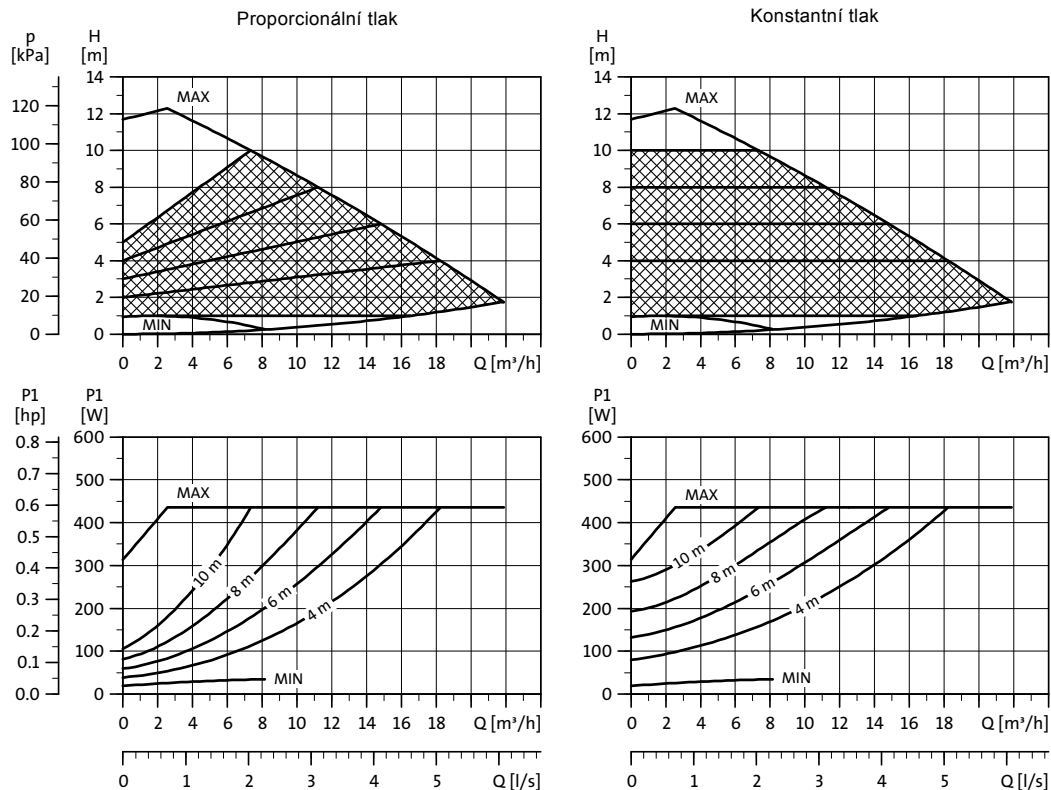 Proporcionální tlak
Konstantní tlak
p
[kPa]
H
[m]
H
[m]
14
12
10
8
6
4
2
0
120
100
80
60
40
20
0
MAX
MIN
0 2 4 6 8 10 12 14 16 18 Q [m³/h]
14
12
10
8
6
4
2
0
MAX
MIN
0 2 4 6 8 10 12 14 16 18 Q [m³/h]
P1
[hp]
P1
[W]
P1
[W]
0.8
0.7
0.6
0.5
0.4
0.3
0.2
0.1
0.0
600
500
400
300
200
100
0
MAX
10 m
8 m
6 m
4 m
MIN
0 2 4 6 8 10 12 14 16 18 Q [m³/h]
0 1 2 3 4 5 Q [l/s]
600
500
400
300
200
100
0
MAX
10 m
8 m
6 m
4 m
MIN
0 2 4 6 8 10 12 14 16 18 Q [m³/h]
0 1 2 3 4 5 Q [l/s]